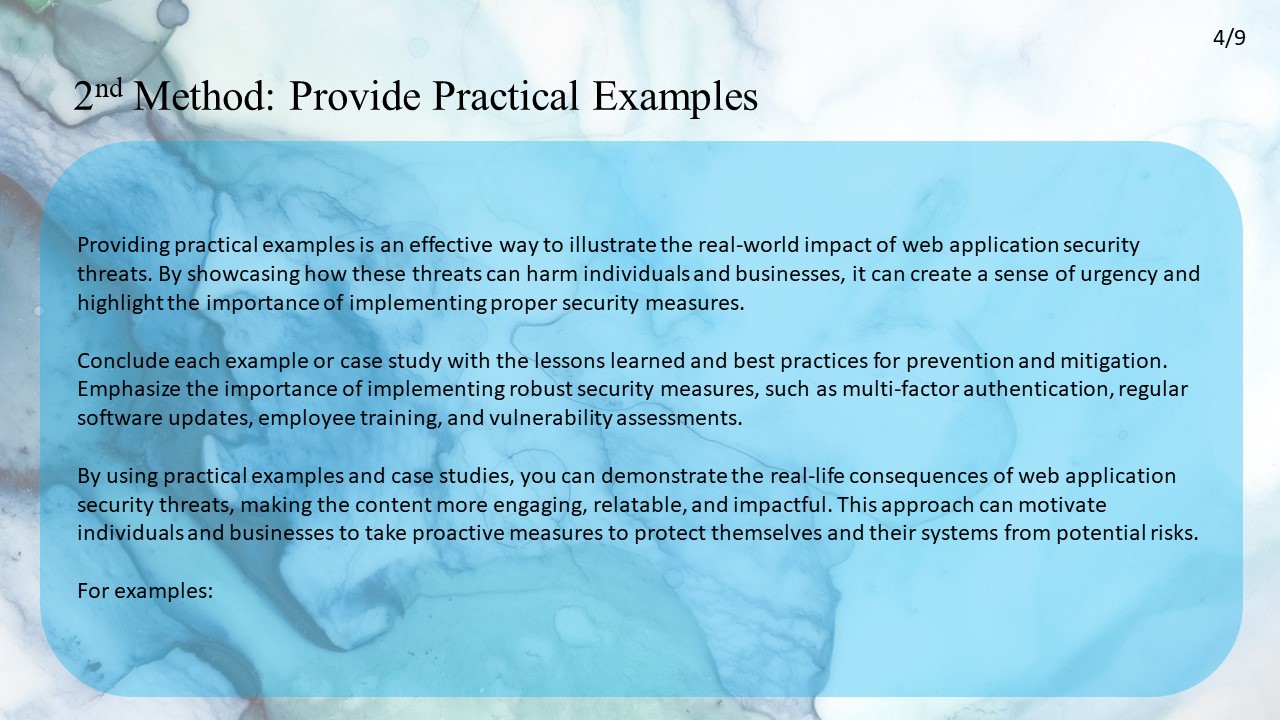 4/9
2nd Method: Provide Practical Examples
Providing practical examples is an effective way to illustrate the real-world impact of web application security
threats. By showcasing how these threats can harm individuals and businesses, it can create a sense of urgency and
highlight the importance of implementing proper security measures.
Conclude each example or case study with the lessons learned and best practices for prevention and mitigation.
Emphasize the importance of implementing robust security measures, such as multi-factor authentication, regular
software updates, employee training, and vulnerability assessments.
By using practical examples and case studies, you can demonstrate the real-life consequences of web application
security threats, making the content more engaging, relatable, and impactful. This approach can motivate
individuals and businesses to take proactive measures to protect themselves and their systems from potential risks.
For examples: